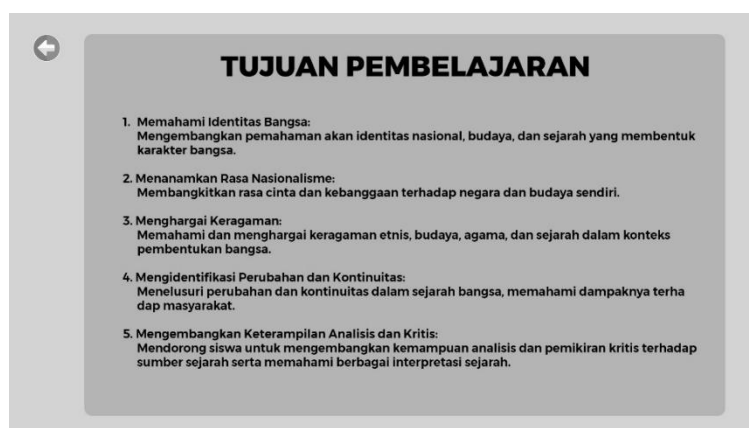 TUJUAN PEMBELAJARAN
1. Memahami Identitas Bangsa:
Mengembangkan pemahaman akan identitas nasional, budaya, dan sejarah yang membentuk
karakter bangsa.
2. Menanamkan Rasa Nasionalisme:
Membangkitkan rasa cinta dan kebanggaan terhadap negara dan budaya sendiri.
3. Menghargai Keragaman:
Memahami dan menghargai keragaman etnis, budaya, agama, dan sejarah dalam konteks
pembentukan bangsa.
4. Mengidentifikasi Perubahan dan Kontinuitas:
Menelusuri perubahan dan kontinuitas dalam sejarah bangsa, memahami dampaknya terha
dap masyarakat.
5. Mengembangkan Keterampilan Analisis dan Kritis:
Mendorong siswa untuk mengembangkan kemampuan analisis dan pemikiran kritis terhadap
sumber sejarah serta memahami berbagai interpretasi sejarah.